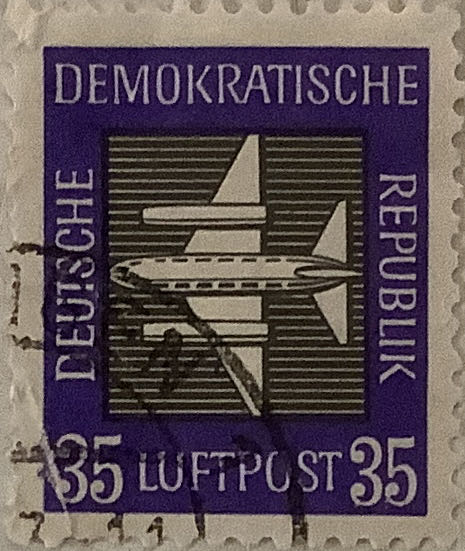 DEUTSCHE
DEMOKRATISCHE
REPUBLIK
35 LUFTPOST 35